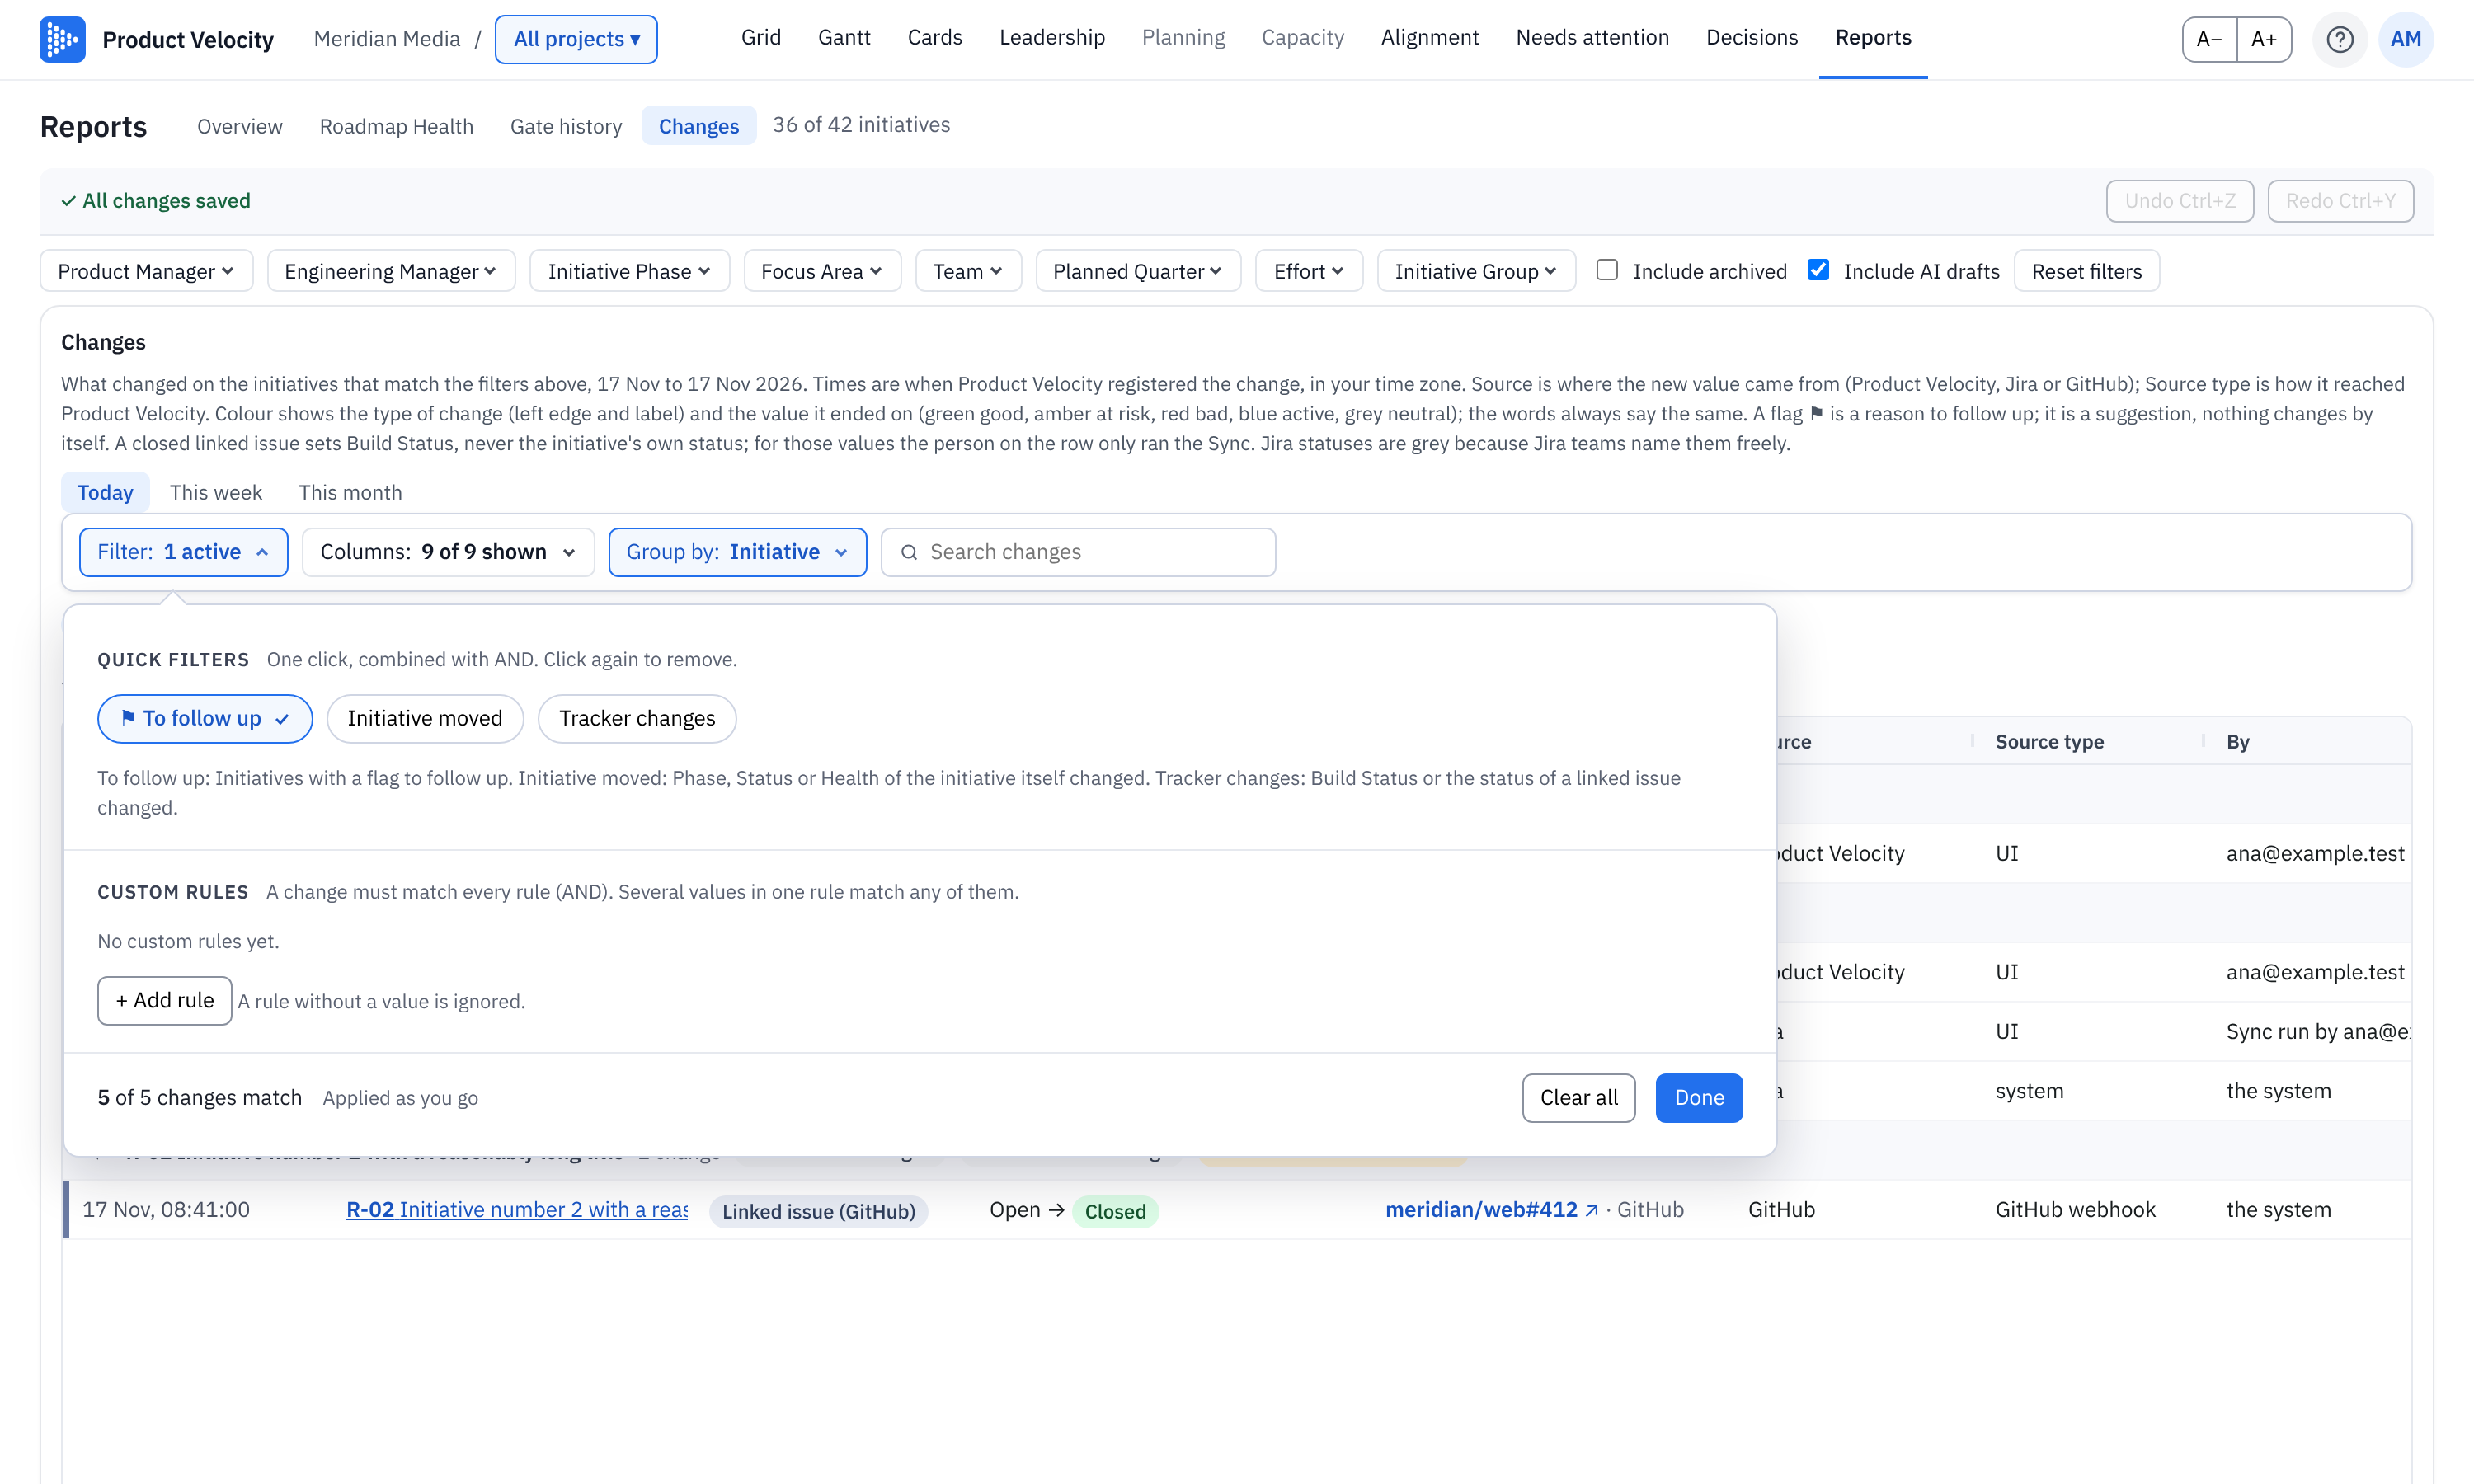 Product Velocity
Meridian Media / All projects ▾
Grid Gantt Cards Leadership Planning Capacity Alignment Needs attention Decisions Reports
A− A+ ? AM
Reports Overview Roadmap Health Gate history Changes 36 of 42 initiatives
✓ All changes saved
Undo Ctrl+Z Redo Ctrl+Y
Product Manager Engineering Manager Initiative Phase Focus Area Team Planned Quarter Effort Initiative Group Include archived Include AI drafts Reset filters
Changes
What changed on the initiatives that match the filters above, 17 Nov to 17 Nov 2026. Times are when Product Velocity registered the change, in your time zone. Source is where the new value came from (Product Velocity, Jira or GitHub); Source type is how it reached
Product Velocity. Colour shows the type of change (left edge and label) and the value it ended on (green good, amber at risk, red bad, blue active, grey neutral); the words always say the same. A flag ⚑ is a reason to follow up; it is a suggestion, nothing changes by
itself. A closed linked issue sets Build Status, never the initiative's own status; for those values the person on the row only ran the Sync. Jira statuses are grey because Jira teams name them freely.
Today This week This month
Filter: 1 active Columns: 9 of 9 shown Group by: Initiative Search changes
QUICK FILTERS One click, combined with AND. Click again to remove.
⚑ To follow up ✓ Initiative moved Tracker changes
To follow up: Initiatives with a flag to follow up. Initiative moved: Phase, Status or Health of the initiative itself changed. Tracker changes: Build Status or the status of a linked issue
changed.
CUSTOM RULES A change must match every rule (AND). Several values in one rule match any of them.
No custom rules yet.
+ Add rule A rule without a value is ignored.
5 of 5 changes match Applied as you go
Clear all Done
Source type By
Velocity UI ana@example.test
Velocity UI ana@example.test
UI Sync run by
system the system
17 Nov, 08:41:00 R-02 Initiative number 2 with a Linked issue (GitHub) Open → Closed meridian/web#412 ↗ · GitHub GitHub GitHub webhook the system